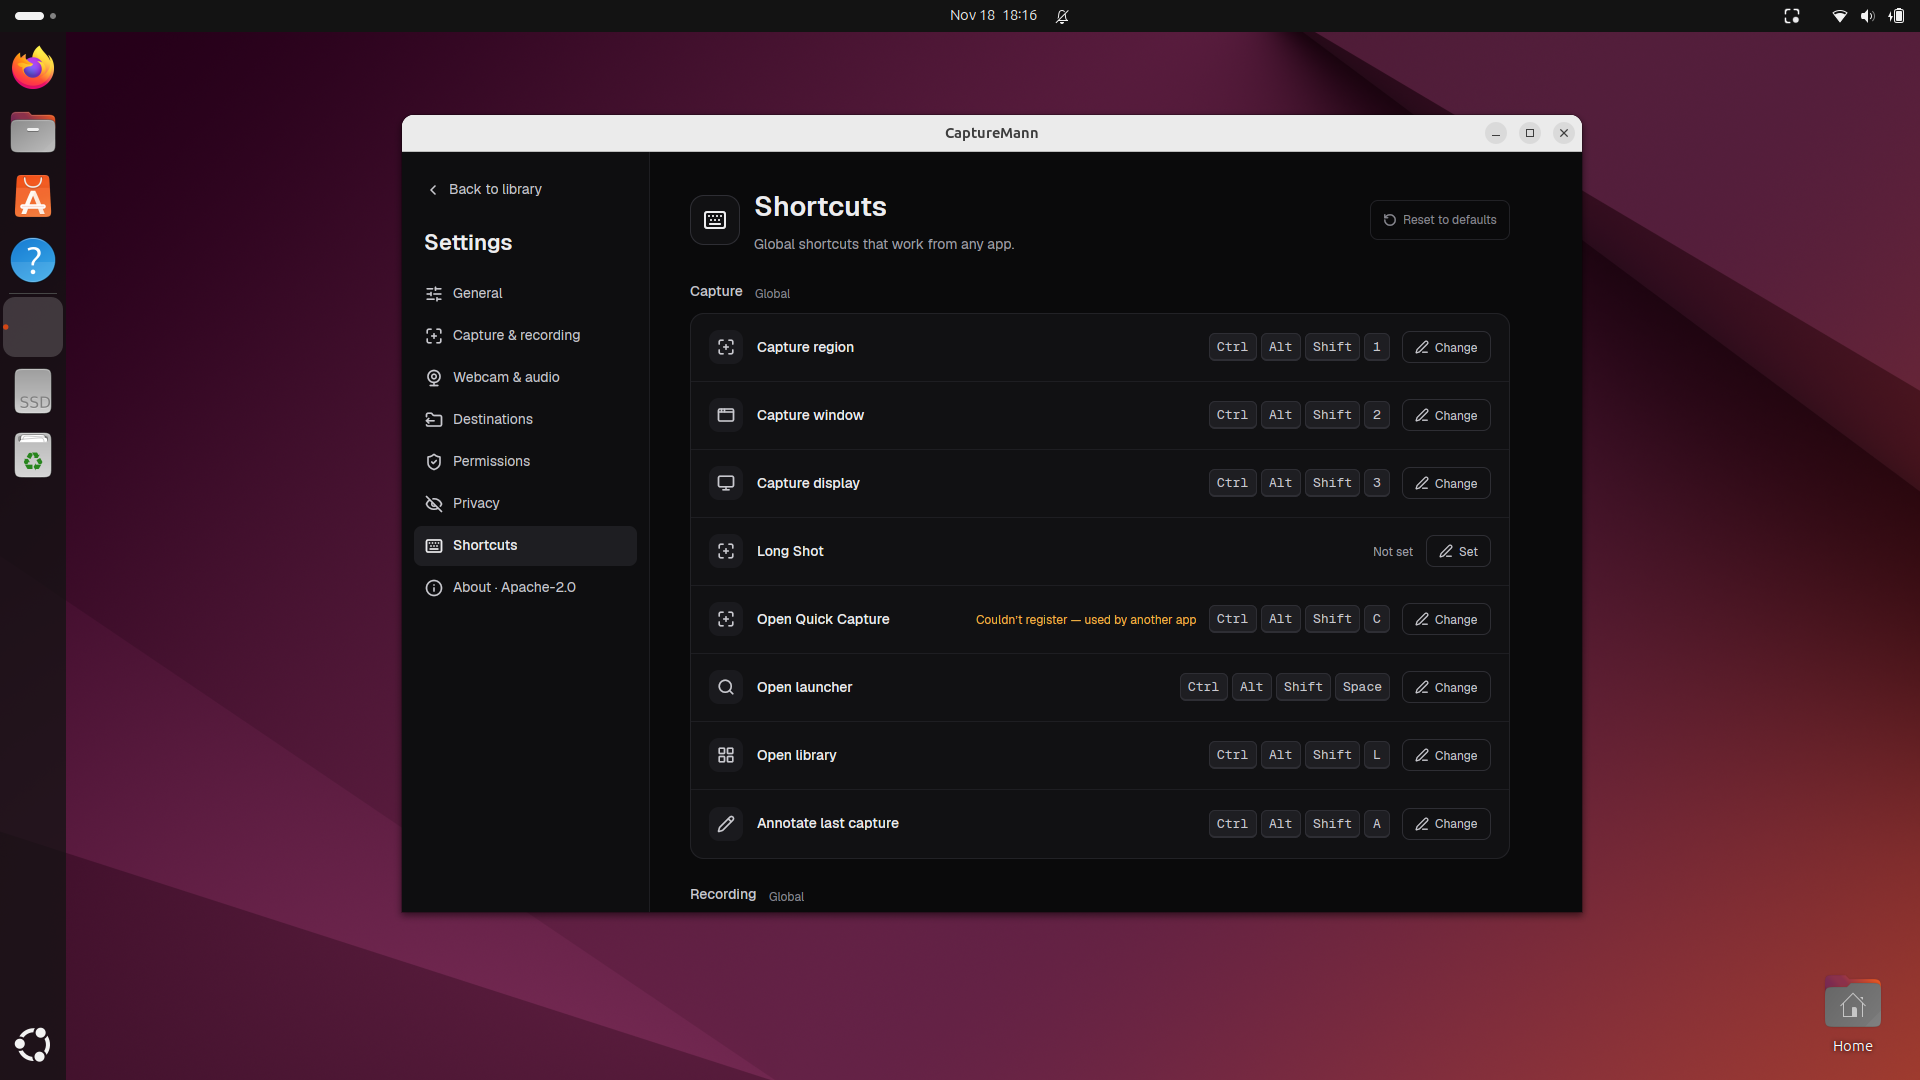 Nov 18 18:16
CaptureMann
Back to library
Settings
General
Capture & recording
Webcam & audio
Destinations
Permissions
Privacy
Shortcuts
About · Apache-2.0
Shortcuts
Global shortcuts that work from any app.
Reset to defaults
Capture Global
Capture region Ctrl Alt Shift 1 Change
Capture window Ctrl Alt Shift 2 Change
Capture display Ctrl Alt Shift 3 Change
Long Shot Not set Set
Open Quick Capture Couldn't register — used by another app Ctrl Alt Shift C Change
Open launcher Ctrl Alt Shift Space Change
Open library Ctrl Alt Shift L Change
Annotate last capture Ctrl Alt Shift A Change
Recording Global
SSD
Home